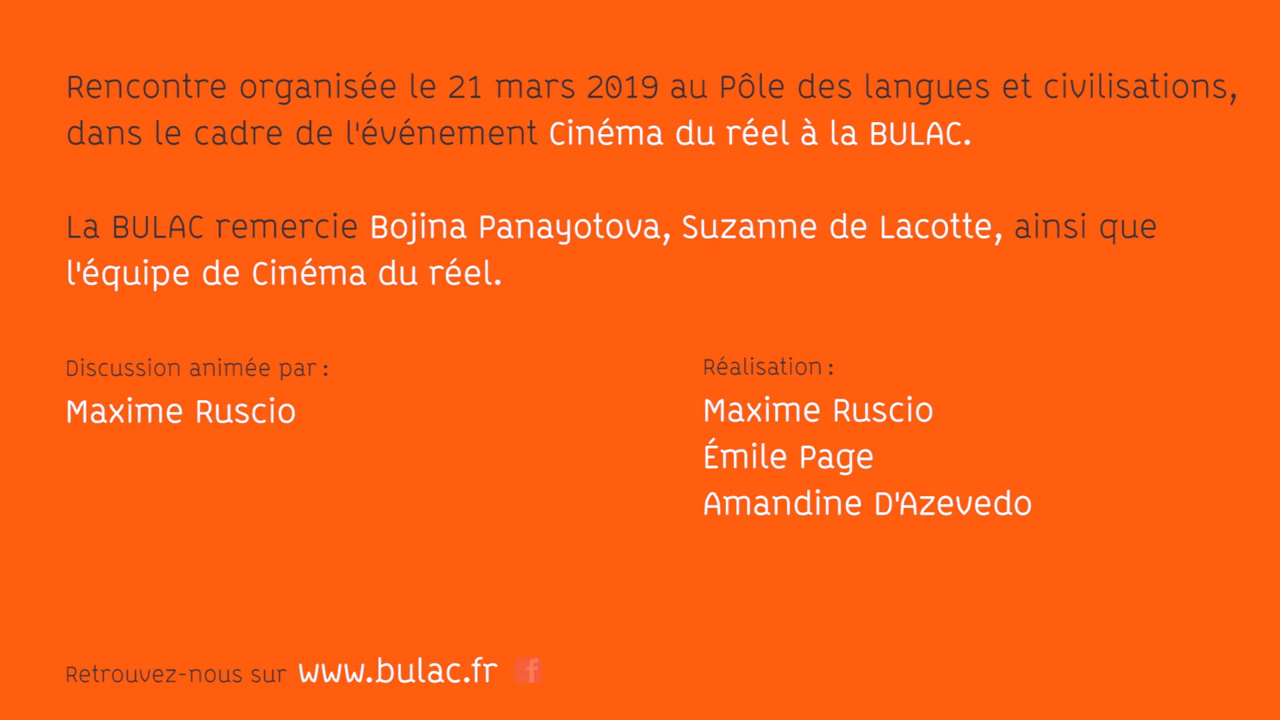 Rencontre organisée le 21 mars 2019 au Pôle des langues et civilisations,
dans le cadre de l'événement Cinéma du réel à la BULAC.
La BULAC remercie Bojina Panayotova, Suzanne de Lacotte, ainsi que
l'équipe de Cinéma du réel.
Discussion animée par :
Maxime Ruscio
Réalisation :
Maxime Ruscio
Émile Page
Amandine D'Azevedo
Retrouvez-nous sur www.bulac.fr f